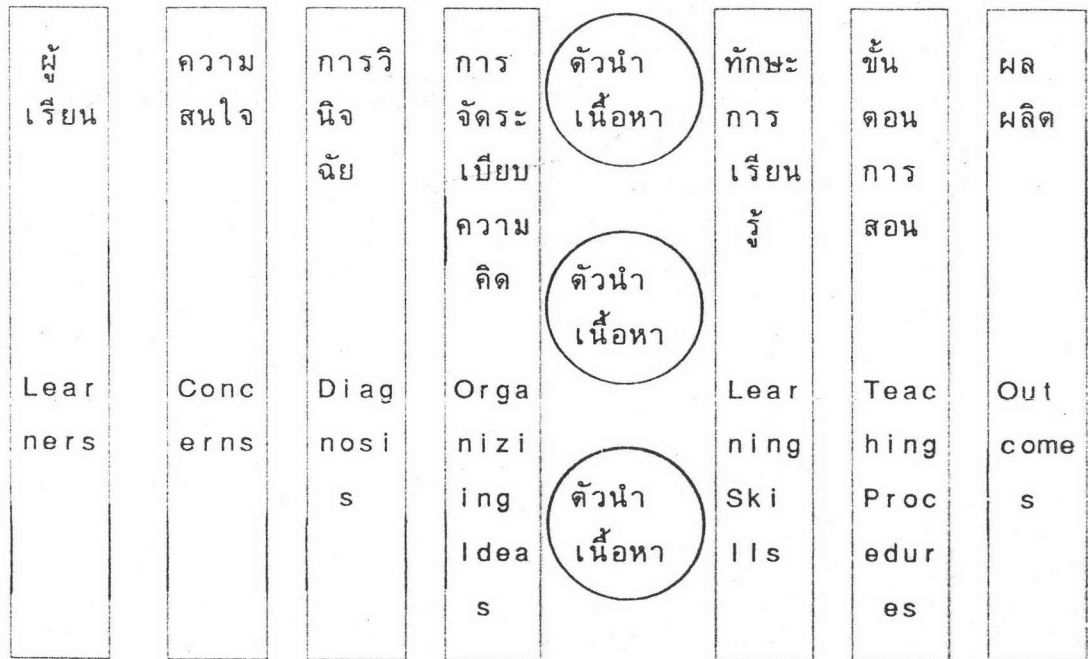 ผู้
เรียน
Lear
ners
ความ
สนใจ
Conc
erns
การวิ
นิจ
ฉัย
Diag
nosi
s
การ
จัดระ
เบียบ
ความ
คิด
Orga
nizi
ing
Idea
s
ตัวนำ
เนื้อหา
ตัวนำ
เนื้อหา
ตัวนำ
เนื้อหา
ทักษะ
การ
เรียน
รู้
Lear
ning
Ski
lls
ขั้น
ตอน
การ
สอน
Teac
hing
Proc
edur
es
ผล
ผลิต
Out
come
s